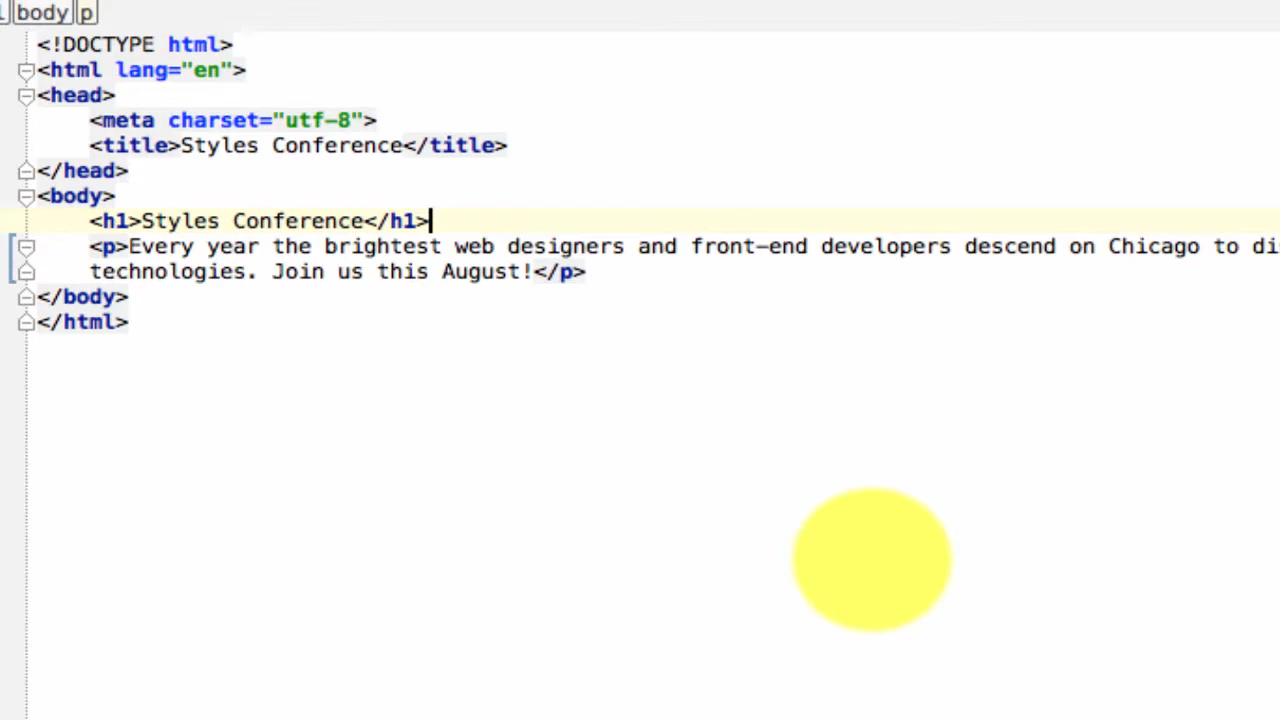 body p
<!DOCTYPE html>
<html lang="en">
<head>
<meta charset="utf-8">
<title>Styles Conference</title>
</head>
<body>
<h1>Styles Conference</h1>
<p>Every year the brightest web designers and front-end developers descend on Chicago to
technologies. Join us this August!</p>
</body>
</html>